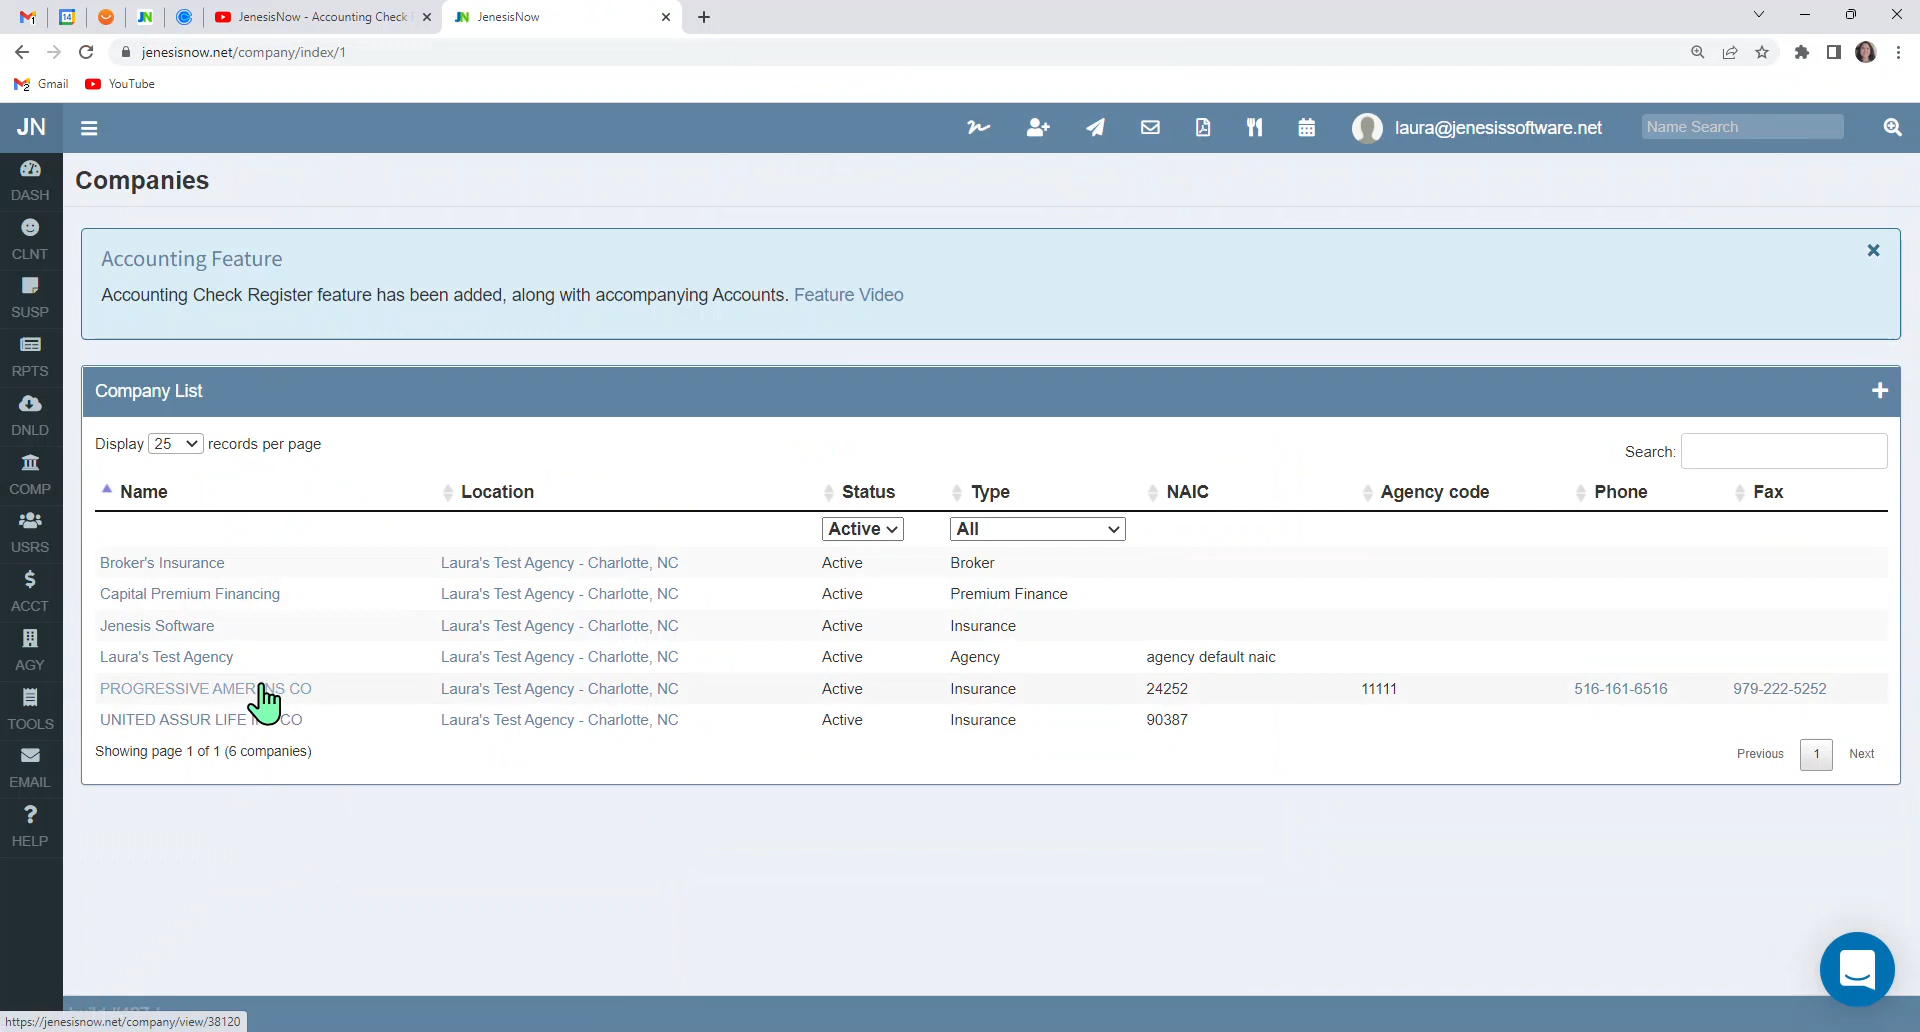 JenesisNow - Accounting Check
JenesisNow
jenesisnow.net/company/index/1
Gmail
YouTube
JN
laura@jenesissoftware.net
Name Search
DASH
CLNT
SUSP
RPTS
DNLD
COMP
USRS
ACCT
AGY
TOOLS
EMAIL
HELP
Companies
Accounting Feature
Accounting Check Register feature has been added, along with accompanying Accounts. Feature Video
Company List
Display 25 records per page
Search:
Name Location Status Type NAIC Agency code Phone Fax
Active All
Broker's Insurance Laura's Test Agency - Charlotte, NC Active Broker
Capital Premium Financing Laura's Test Agency - Charlotte, NC Active Premium Finance
Jenesis Software Laura's Test Agency - Charlotte, NC Active Insurance
Laura's Test Agency Laura's Test Agency - Charlotte, NC Active Agency agency default naic
PROGRESSIVE CO Laura's Test Agency - Charlotte, NC Active Insurance 24252 11111 516-161-6516 979-222-5252
UNITED ASSUR LIFE CO Laura's Test Agency - Charlotte, NC Active Insurance 90387
Showing page 1 of 1 (6 companies)
Previous 1 Next
https://jenesisnow.net/company/view/38120